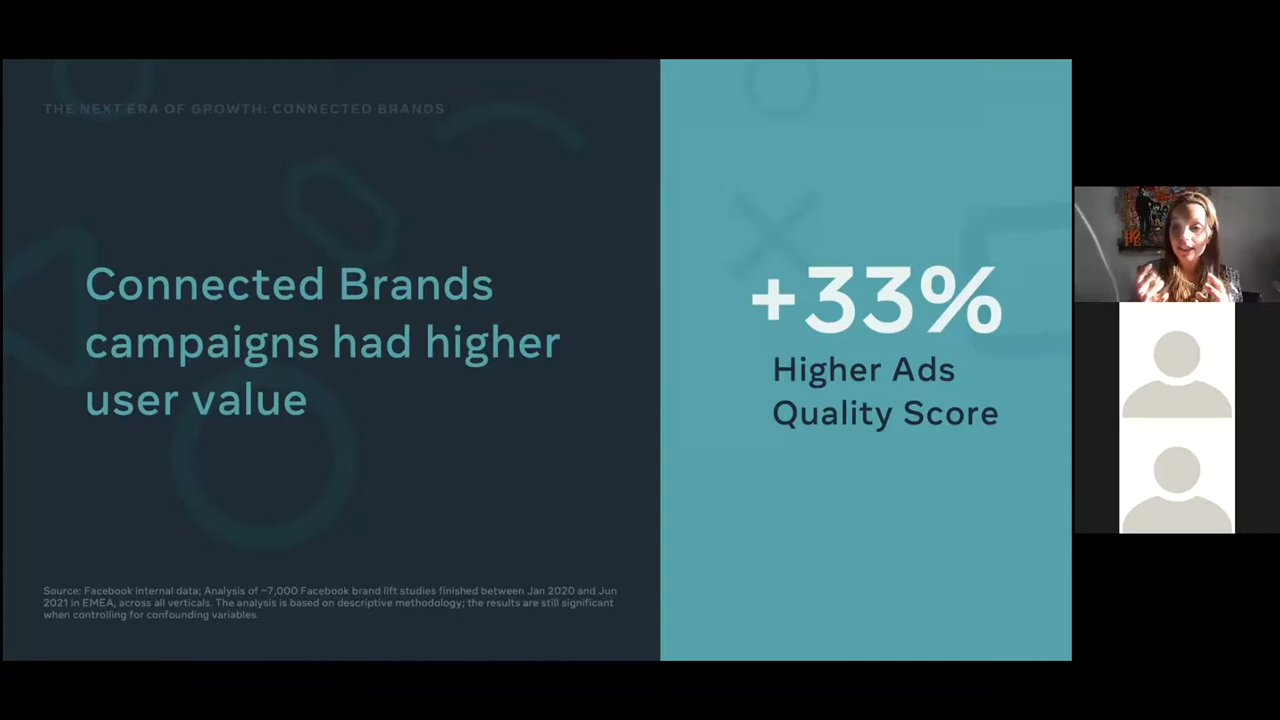 THE NEXT ERA OF GROWTH: CONNECTED BRANDS
Connected Brands
campaigns had higher
user value
+33%
Higher Ads
Quality Score
Source: Facebook internal data; Analysis of ~7,000 Facebook brand lift studies finished between Jan 2020 and Jun
2021 in EMEA, across all verticals. The analysis is based on descriptive methodology; the results are still significant
when controlling for confounding variables.